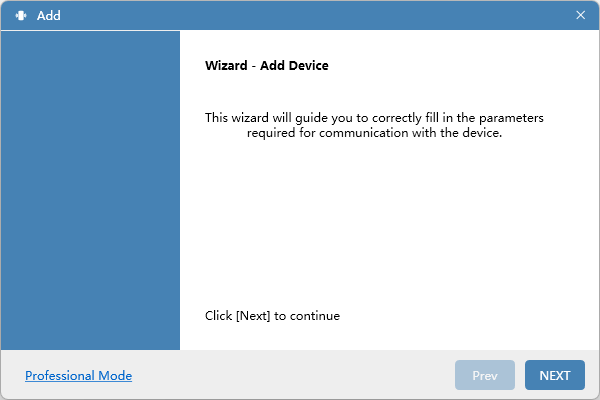 Add
Wizard - Add Device
This wizard will guide you to correctly fill in the parameters
required for communication with the device.
Click [Next] to continue
Professional Mode
Prev
NEXT